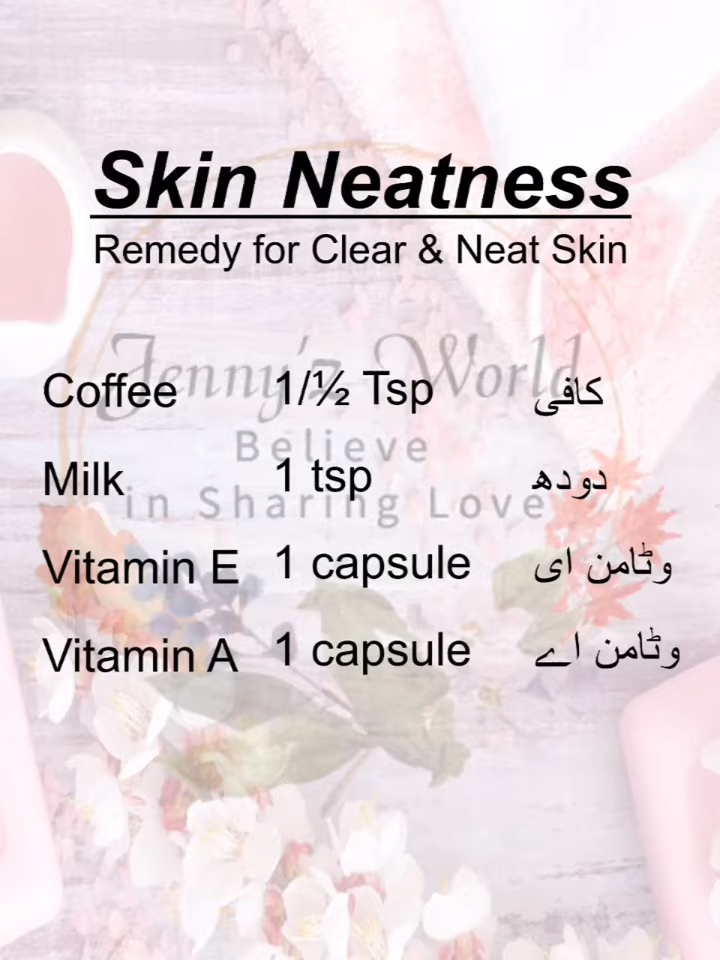 Skin Neatness
Remedy for Clear & Neat Skin
Jenny'z World
Coffee 1/½ Tsp کافی
Believe
Milk 1 tsp دودھ
in Sharing Love
Vitamin E 1 capsule وٹامن ای
Vitamin A 1 capsule وٹامن اے